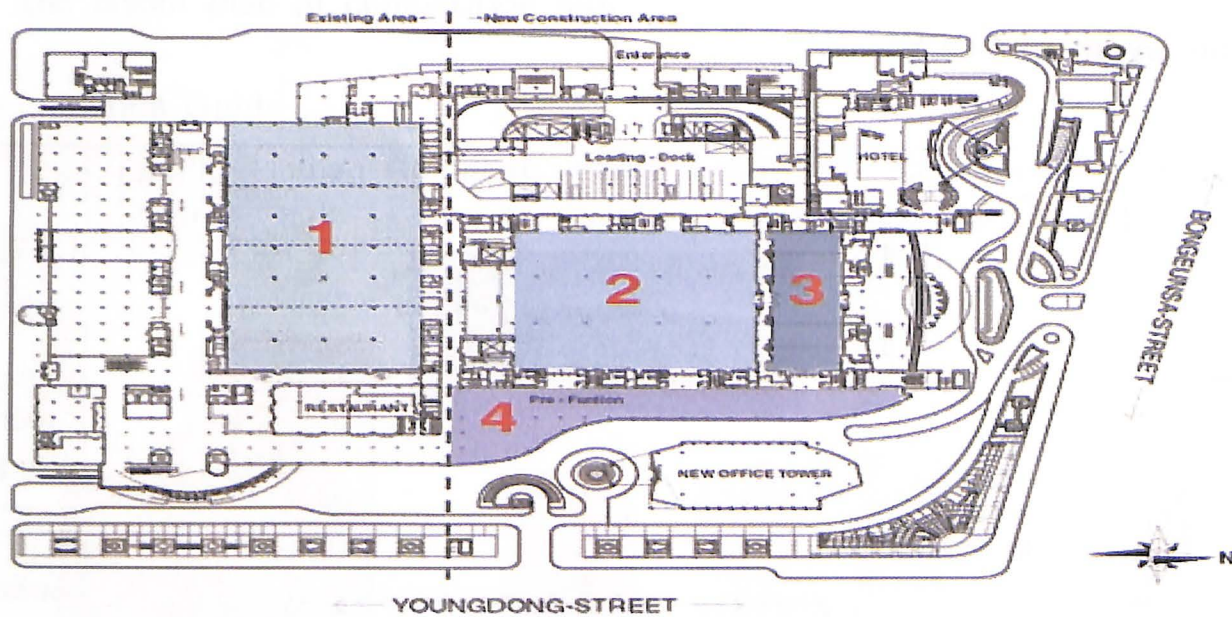 Existing Area
New Construction Area
Entrance
Loading - Dock
HOTEL
1
2
3
BONGEUNSA-STREET
RESTAURANT
Pre - Funtion
4
NEW OFFICE TOWER
N
YOUNGDONG-STREET